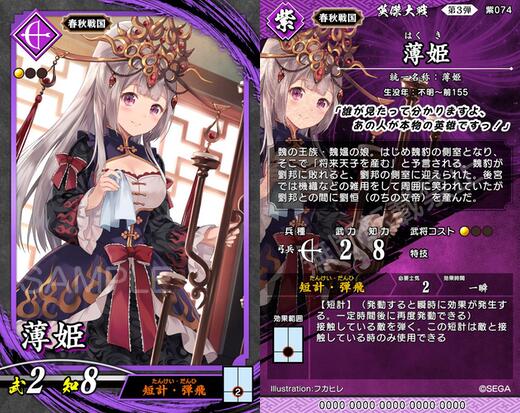 春秋戦国
SAMPLE
薄姫
武2 知8
たんけい・だんひ
短計・弾飛
2
紫
春秋戦国
英傑大戦
第3弾
紫074
はくき
薄姫
統一名称:薄姫
生没年:不明~前155
「誰が見たって分かりますよ、
あの人が本物の英雄ですっ!」
魏の王族・魏媼の娘。はじめ魏豹の側室となり、
そこで「将来天子を産む」と予言される。魏豹が
劉邦に敗れると、劉邦の側室に迎えられた。後宮
では機織などの雑用をして周囲に笑われていたが
劉邦との間に劉恒(のちの文帝)を産んだ。
兵種 武力 知力 武将コスト
弓兵 2 8 特技
たんけい・だんひ 必要士気 効果時間
短計・弾飛 2 一瞬
効果範囲
【短計】(発動すると瞬時に効果が発生す
る。一定時間後に再度発動できる)
接触している敵を弾く。この短計は敵と接
触している時のみ使用できる
Illustration:フカヒレ
©SEGA
0000 0000 0000 0000 0000